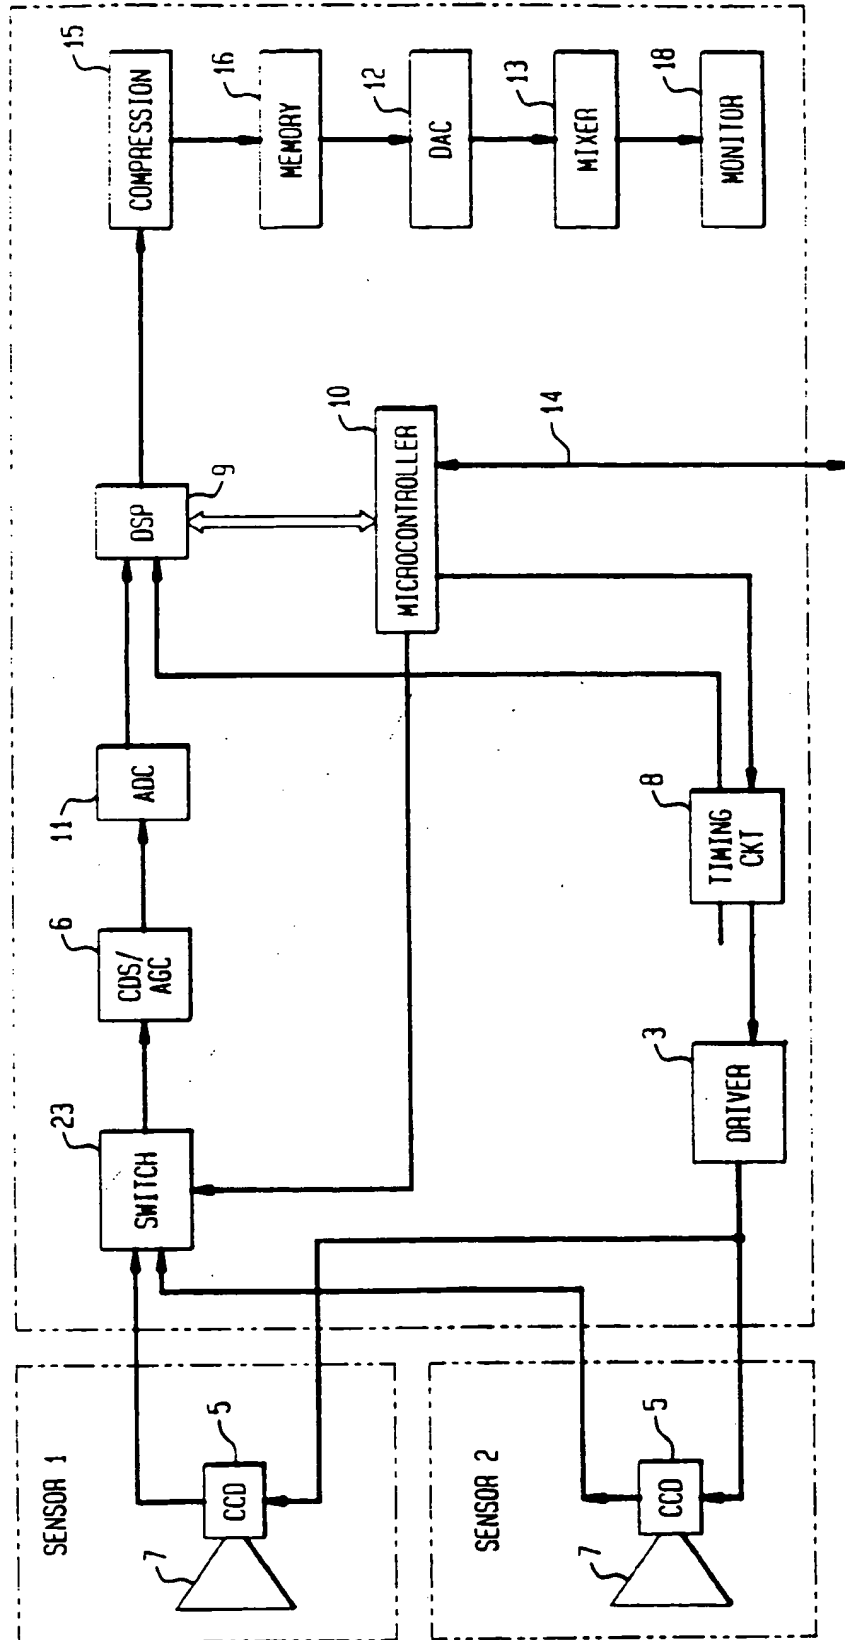 SENSOR 1
7
CCD
5
SENSOR 2
7
CCD
5
SWITCH
23
CDS/
AGC
6
ADC
11
DSP
9
COMPRESSION
15
MEMORY
16
DAC
12
MIXER
13
MONITOR
18
MICROCONTROLLER
10
14
TIMING
CKT
8
DRIVER
3